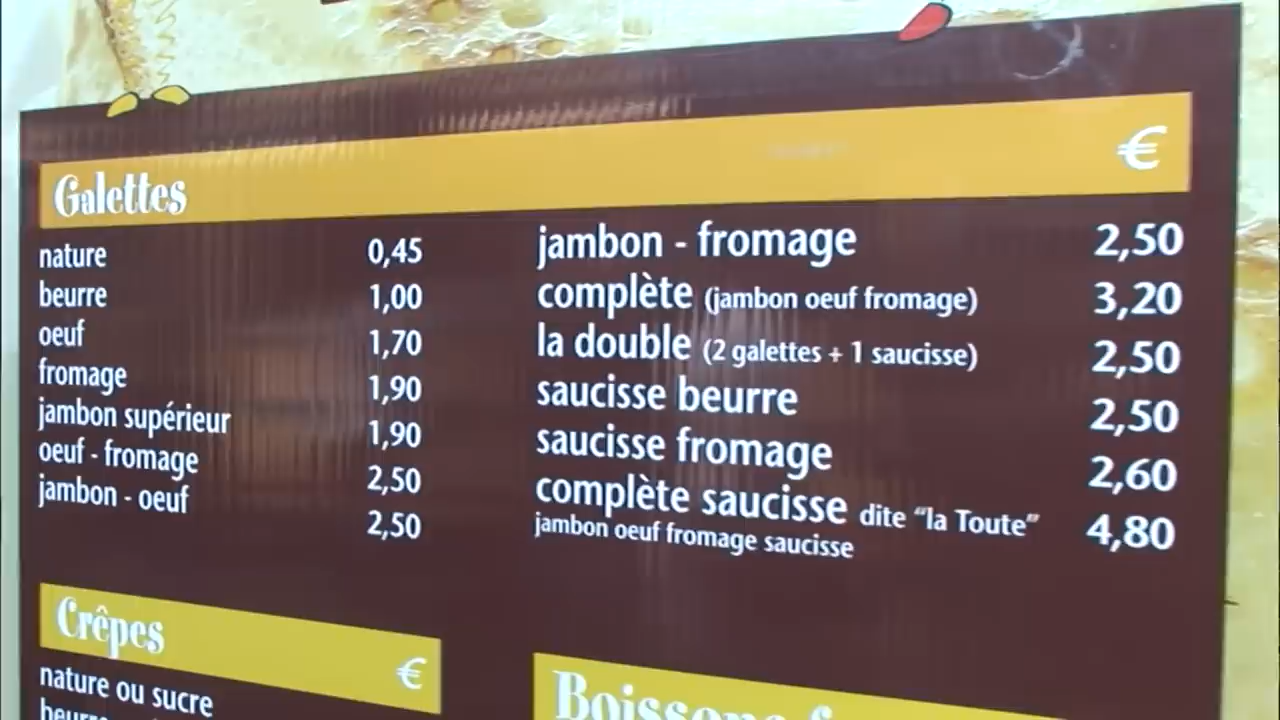 Galettes €
nature 0,45
beurre 1,00
oeuf 1,70
fromage 1,90
jambon supérieur 1,90
oeuf - fromage 2,50
jambon - oeuf 2,50
jambon - fromage 2,50
complète (jambon oeuf fromage) 3,20
la double (2 galettes + 1 saucisse) 2,50
saucisse beurre 2,50
saucisse fromage 2,60
complète saucisse dite “la Toute” 4,80
jambon oeuf fromage saucisse
Crêpes €
nature ou sucre
beurre
Boissons